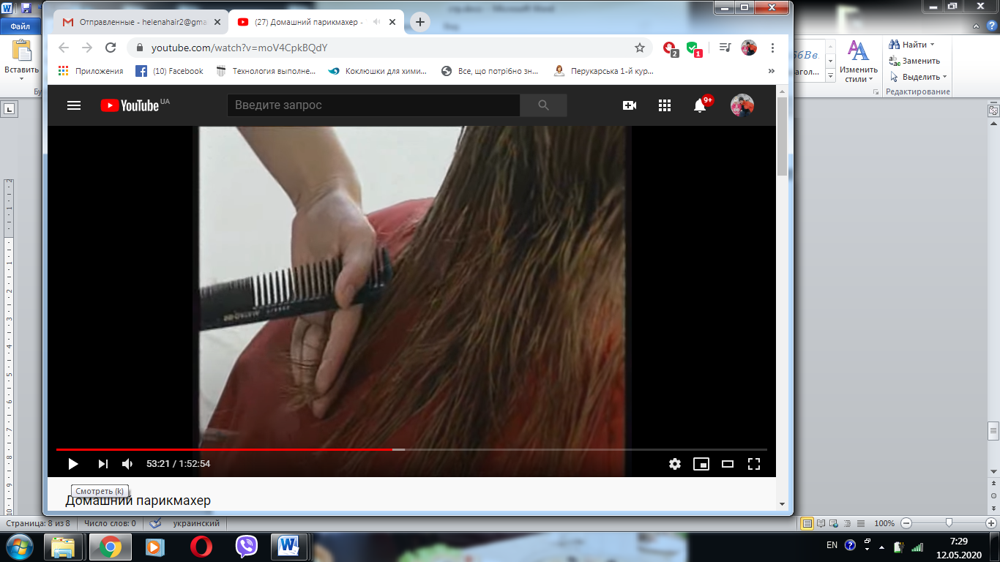 Файл
Отправленные - helenahair2@gma
(27) Домашний парикмахер -
youtube.com/watch?v=moV4CpkBQdY
2
1
Приложения
(10) Facebook
Технология выполне...
Коклюшки для хими...
Все, що потрібно зн...
Перукарська 1-й кур...
»
Вставить
Найти
Заменить
Выделить
Изменить
стили
Редактирование
YouTube UA
Введите запрос
9+
53:21 / 1:52:54
Смотреть (k)
Домашний парикмахер
Страница: 8 из 8
Число слов: 0
украинский
100%
EN
7:29
12.05.2020